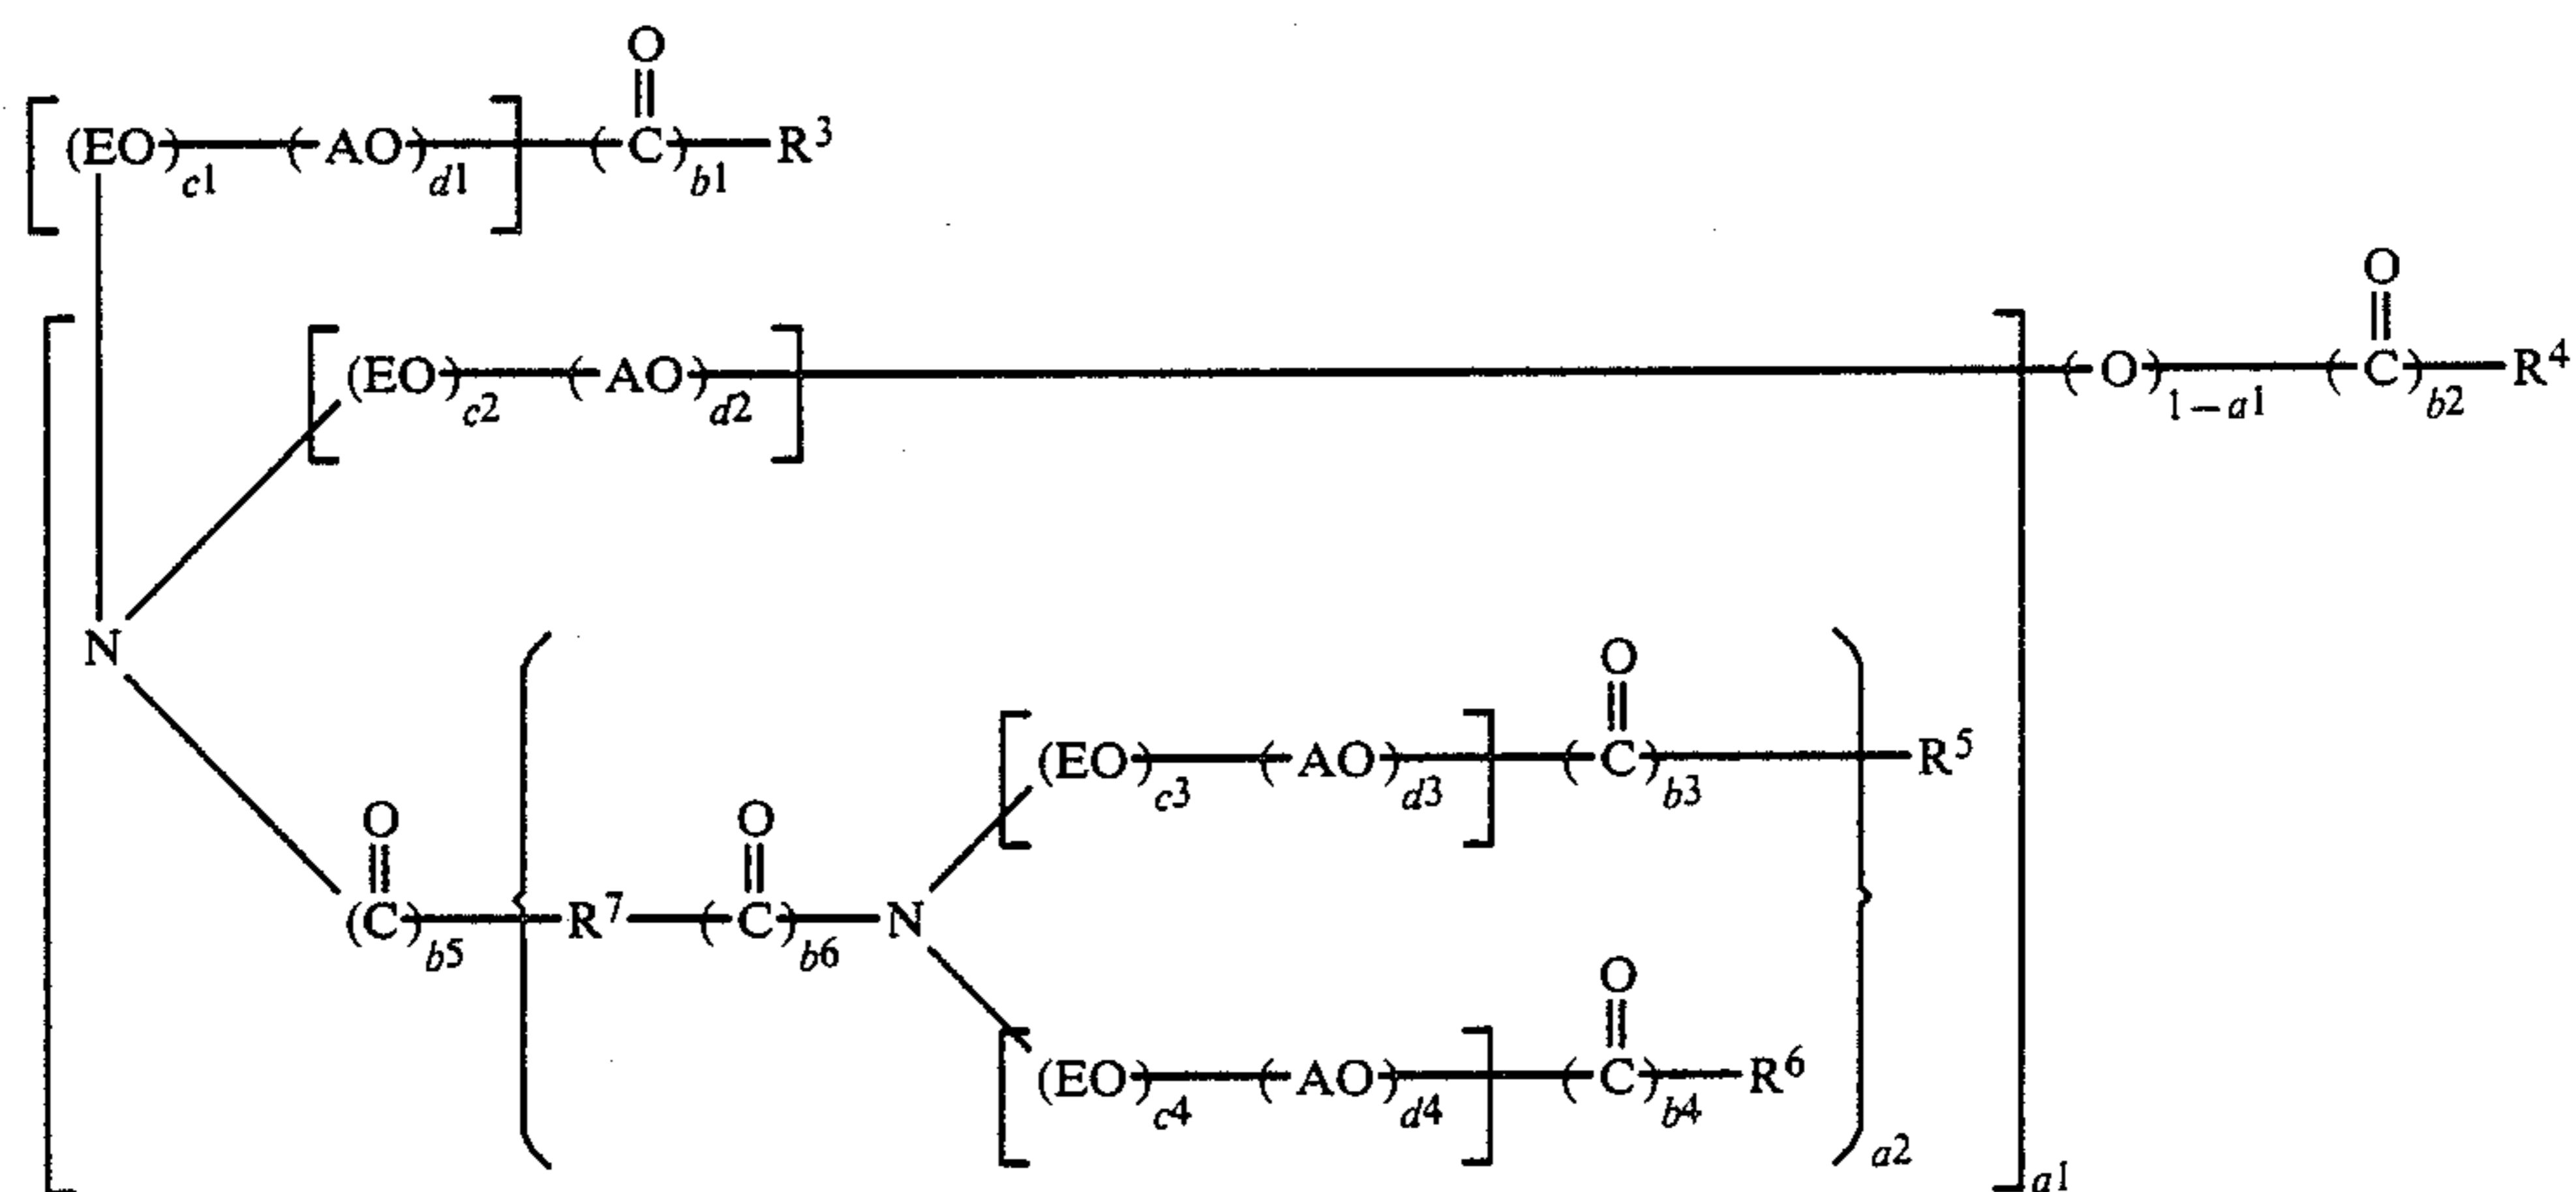 O
(EO)c1 (AO)d1 (C)b1 R3
O
(EO)c2 (AO)d2 (O)1−a1 (C)b2 R4
N
O
(EO)c3 (AO)d3 (C)b3 R5
O O
(C)b5 R7 (C)b6 N
O
(EO)c4 (AO)d4 (C)b4 R6
a2
a1